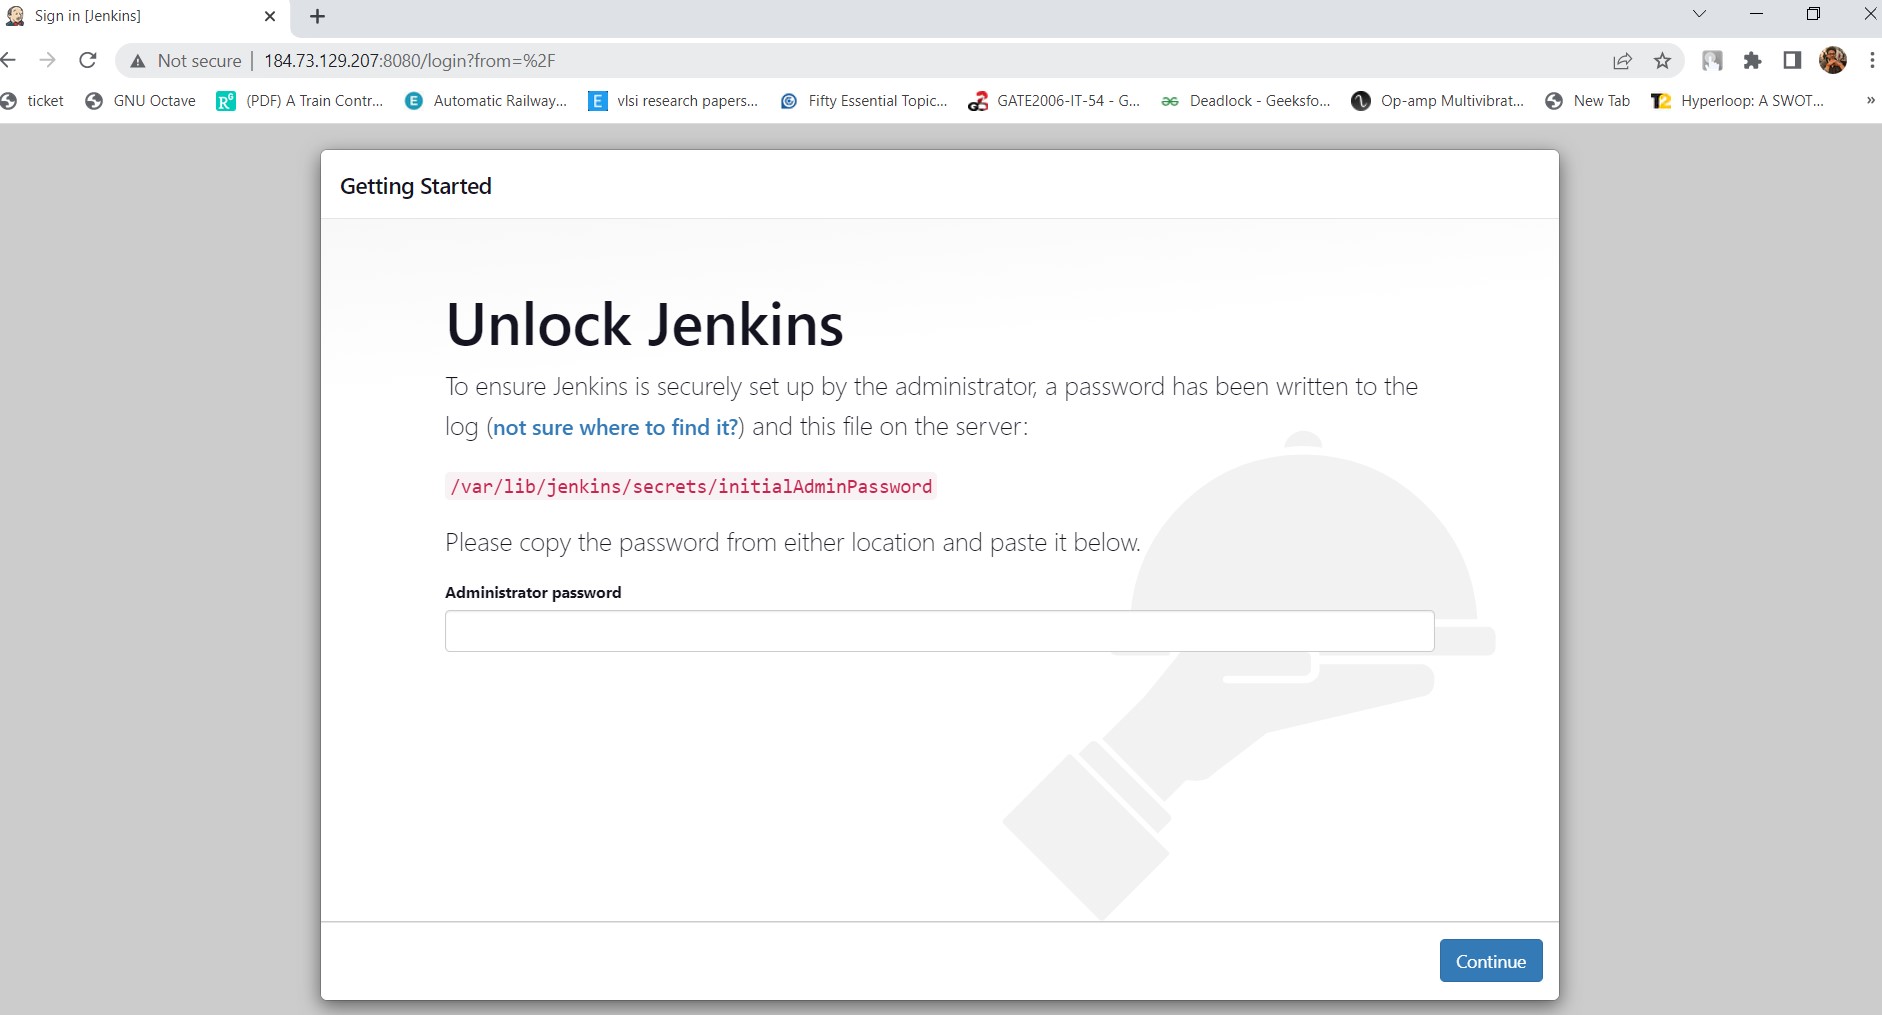 Sign in [Jenkins]
Not secure | 184.73.129.207:8080/login?from=%2F
ticket GNU Octave (PDF) A Train Contr... Automatic Railway... vlsi research papers... Fifty Essential Topic... GATE2006-IT-54 - G... Deadlock - Geeksfo... Op-amp Multivibrat... New Tab Hyperloop: A SWOT... »
Getting Started
Unlock Jenkins
To ensure Jenkins is securely set up by the administrator, a password has been written to the
log (not sure where to find it?) and this file on the server:
/var/lib/jenkins/secrets/initialAdminPassword
Please copy the password from either location and paste it below.
Administrator password
Continue